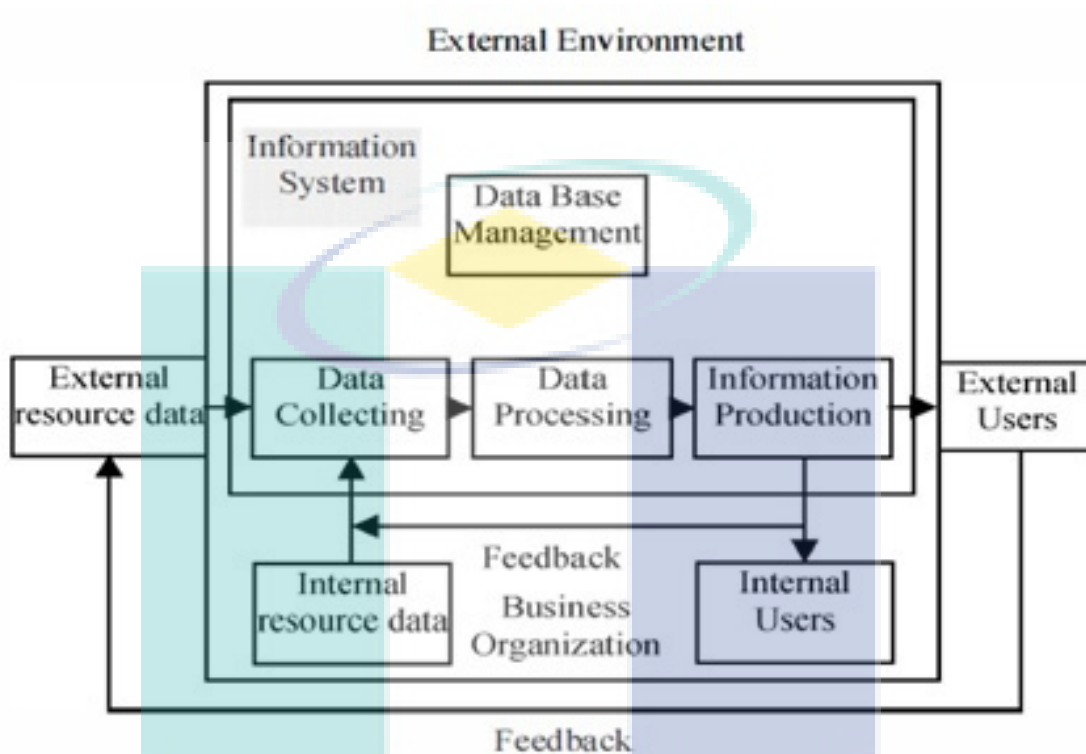 External Environment
Information
System
Data Base
Management
External
resource data
Data
Collecting
Data
Processing
Information
Production
External
Users
Feedback
Internal
resource data
Business
Organization
Internal
Users
Feedback